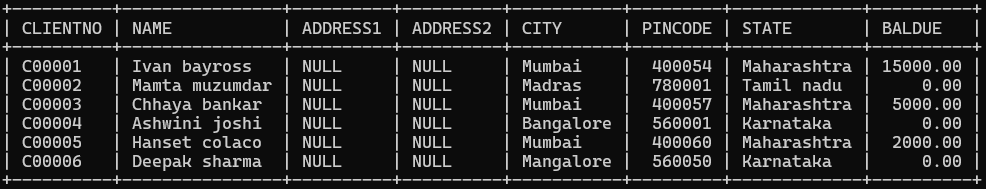 +----------+----------------+----------+----------+-----------+---------+-------------+----------+
| CLIENTNO | NAME           | ADDRESS1 | ADDRESS2 | CITY      | PINCODE | STATE       | BALDUE   |
+----------+----------------+----------+----------+-----------+---------+-------------+----------+
| C00001   | Ivan bayross   | NULL     | NULL     | Mumbai    |  400054 | Maharashtra | 15000.00 |
| C00002   | Mamta muzumdar | NULL     | NULL     | Madras    |  780001 | Tamil nadu  |     0.00 |
| C00003   | Chhaya bankar  | NULL     | NULL     | Mumbai    |  400057 | Maharashtra |  5000.00 |
| C00004   | Ashwini joshi  | NULL     | NULL     | Bangalore |  560001 | Karnataka   |     0.00 |
| C00005   | Hanset colaco  | NULL     | NULL     | Mumbai    |  400060 | Maharashtra |  2000.00 |
| C00006   | Deepak sharma  | NULL     | NULL     | Mangalore |  560050 | Karnataka   |     0.00 |
+----------+----------------+----------+----------+-----------+---------+-------------+----------+